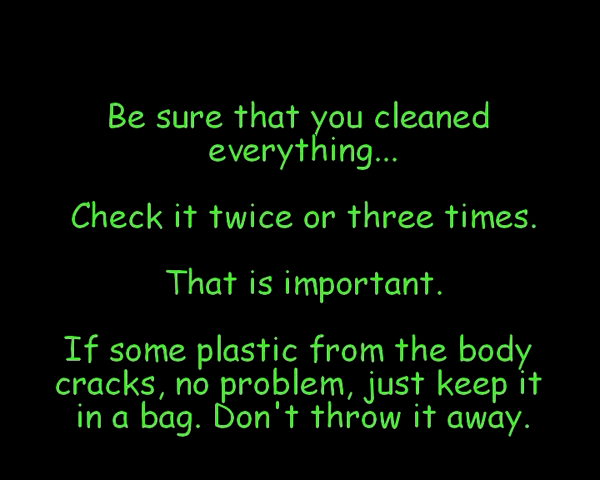 Be sure that you cleaned
everything...
Check it twice or three times.
That is important.
If some plastic from the body
cracks, no problem, just keep it
in a bag. Don't throw it away.